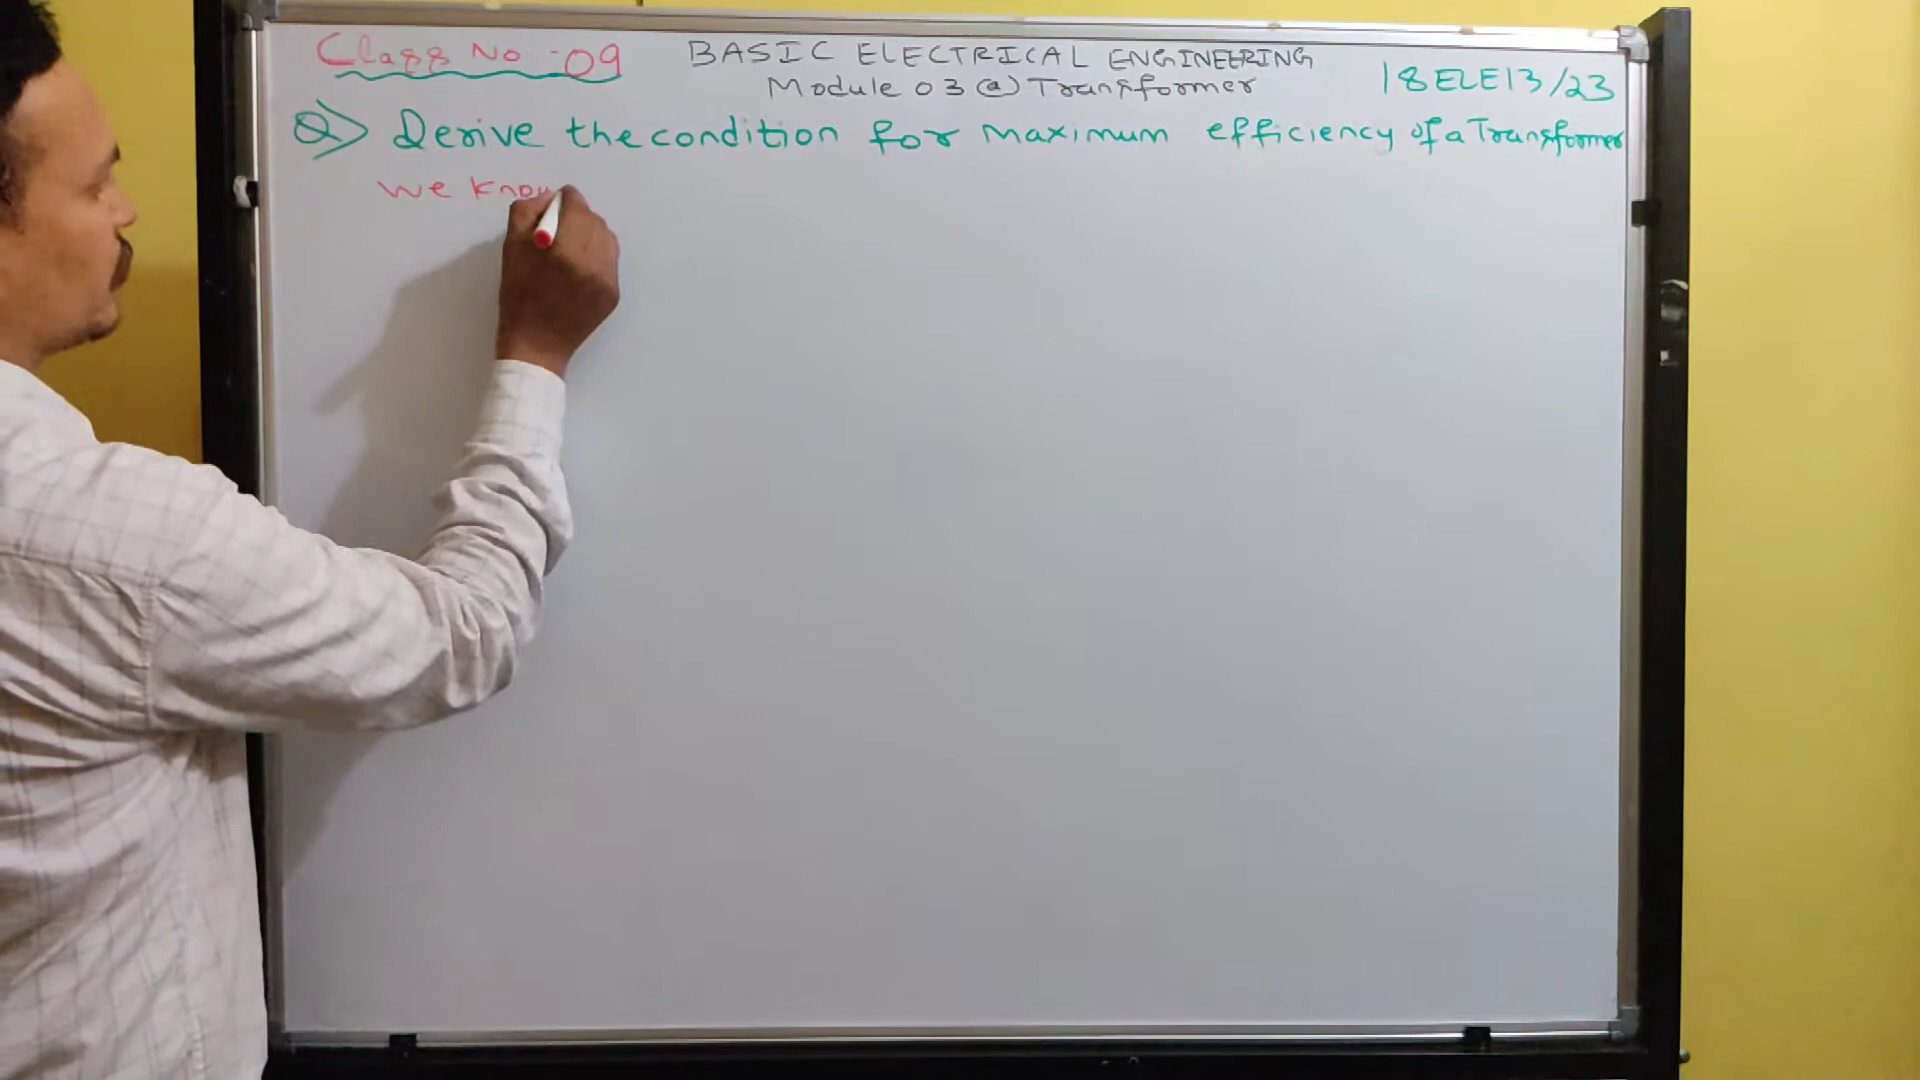 Class No :- 09
BASIC ELECTRICAL ENGINEERING
Module 03 (a) Transformer
18ELE13/23
Q> Derive the condition for maximum efficiency of a Transformer
We know